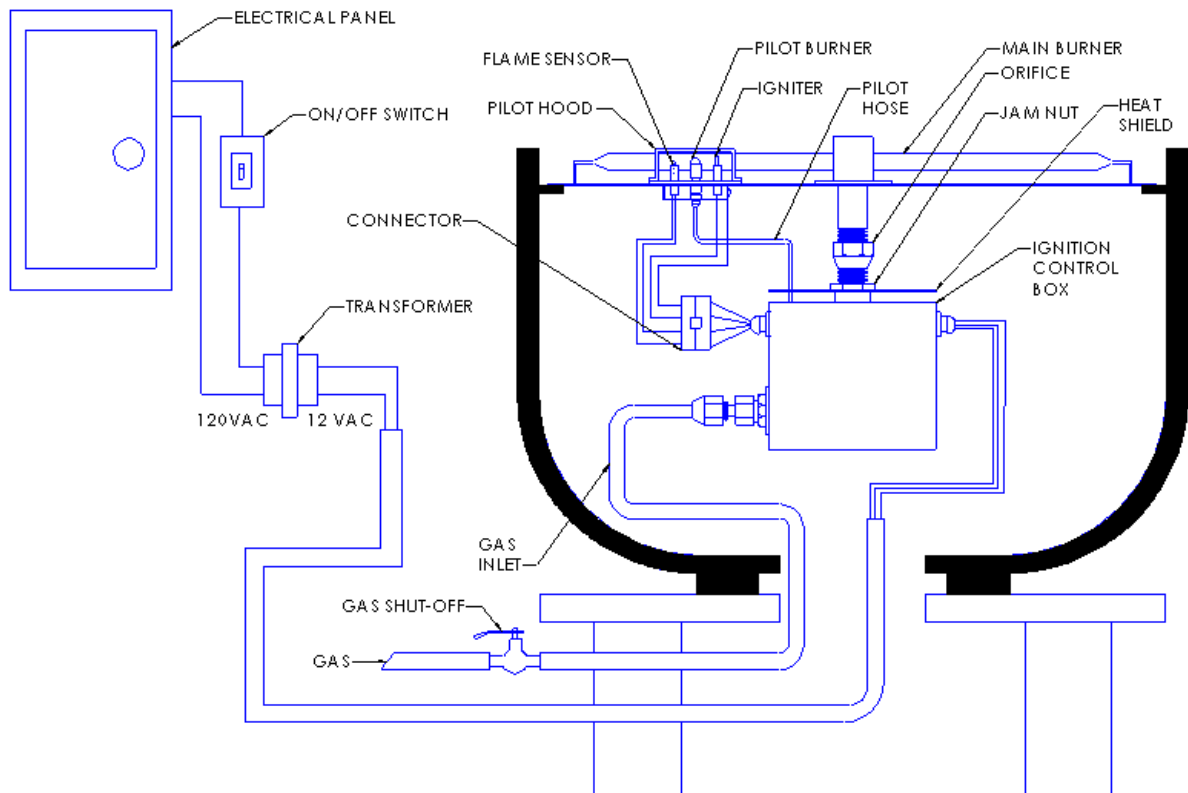 ELECTRICAL PANEL
PILOT BURNER
MAIN BURNER
FLAME SENSOR
ORIFICE
IGNITER
PILOT
HOSE
PILOT HOOD
JAM NUT
HEAT
SHIELD
ON/OFF SWITCH
CONNECTOR
IGNITION
CONTROL
BOX
TRANSFORMER
120VAC
12 VAC
GAS
INLET
GAS SHUT-OFF
GAS